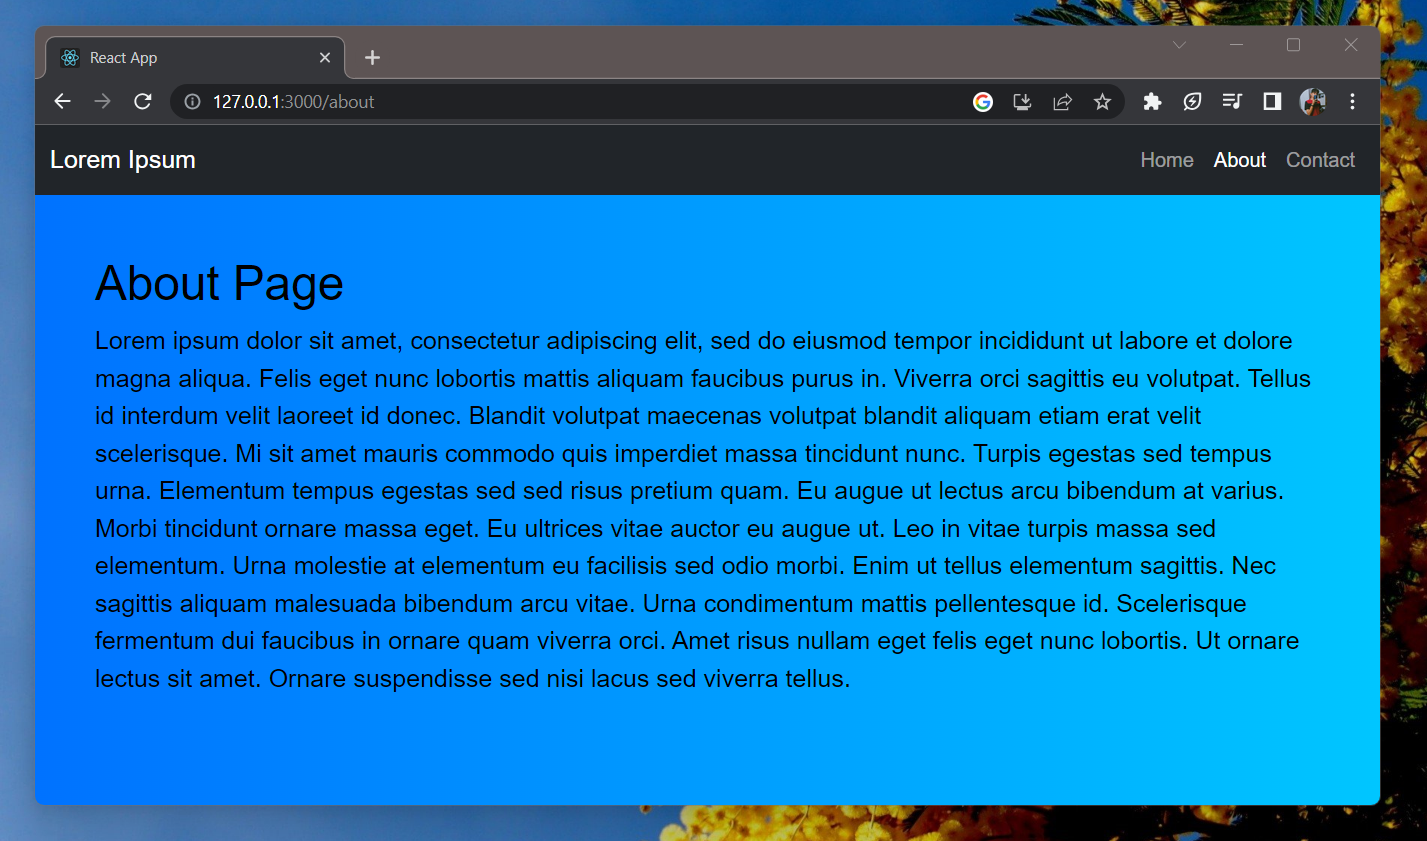 React App
127.0.0.1:3000/about
Lorem Ipsum
Home About Contact
About Page
Lorem ipsum dolor sit amet, consectetur adipiscing elit, sed do eiusmod tempor incididunt ut labore et dolore
magna aliqua. Felis eget nunc lobortis mattis aliquam faucibus purus in. Viverra orci sagittis eu volutpat. Tellus
id interdum velit laoreet id donec. Blandit volutpat maecenas volutpat blandit aliquam etiam erat velit
scelerisque. Mi sit amet mauris commodo quis imperdiet massa tincidunt nunc. Turpis egestas sed tempus
urna. Elementum tempus egestas sed sed risus pretium quam. Eu augue ut lectus arcu bibendum at varius.
Morbi tincidunt ornare massa eget. Eu ultrices vitae auctor eu augue ut. Leo in vitae turpis massa sed
elementum. Urna molestie at elementum eu facilisis sed odio morbi. Enim ut tellus elementum sagittis. Nec
sagittis aliquam malesuada bibendum arcu vitae. Urna condimentum mattis pellentesque id. Scelerisque
fermentum dui faucibus in ornare quam viverra orci. Amet risus nullam eget felis eget nunc lobortis. Ut ornare
lectus sit amet. Ornare suspendisse sed nisi lacus sed viverra tellus.